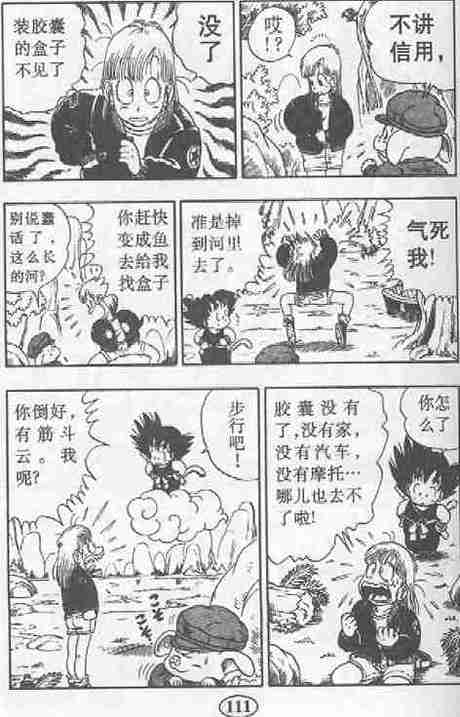 不讲
信用,
哎
!?
没
了
装胶囊
的盒子
不见了
气死
我!
准是掉
到河里
去了。
你赶快
变成鱼
去给我
找盒子
别说蠢
话了,
这么长
的河?
你怎
么了
胶囊没有
了,没有家,
没有汽车,
没有摩托…
哪儿也去不
了啦!
步行吧!
你倒好,
有筋斗
云。我
呢?
こそ
こそ
111